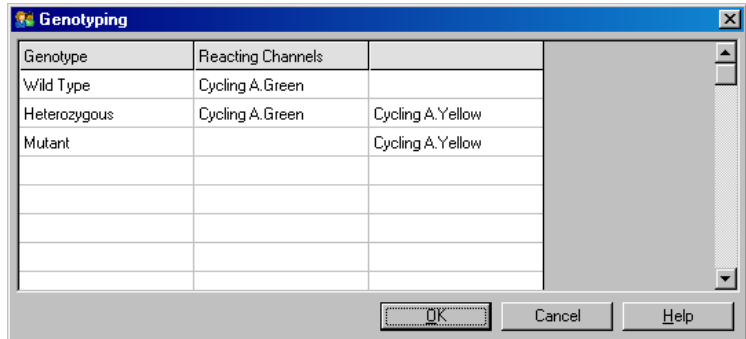 Genotyping
Genotype Reacting Channels
Wild Type Cycling A.Green
Heterozygous Cycling A.Green Cycling A.Yellow
Mutant Cycling A.Yellow
OK Cancel Help